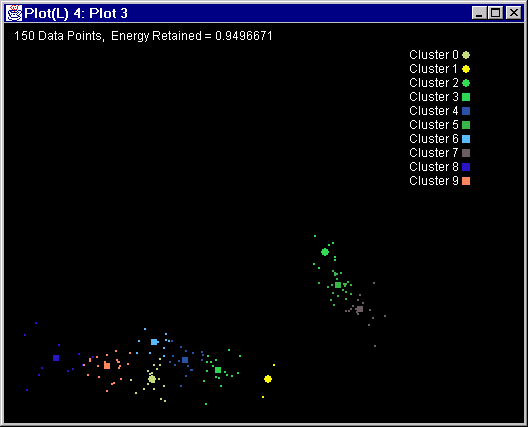 Plot(L) 4: Plot 3
150 Data Points, Energy Retained = 0.9496671
Cluster 0
Cluster 1
Cluster 2
Cluster 3
Cluster 4
Cluster 5
Cluster 6
Cluster 7
Cluster 8
Cluster 9